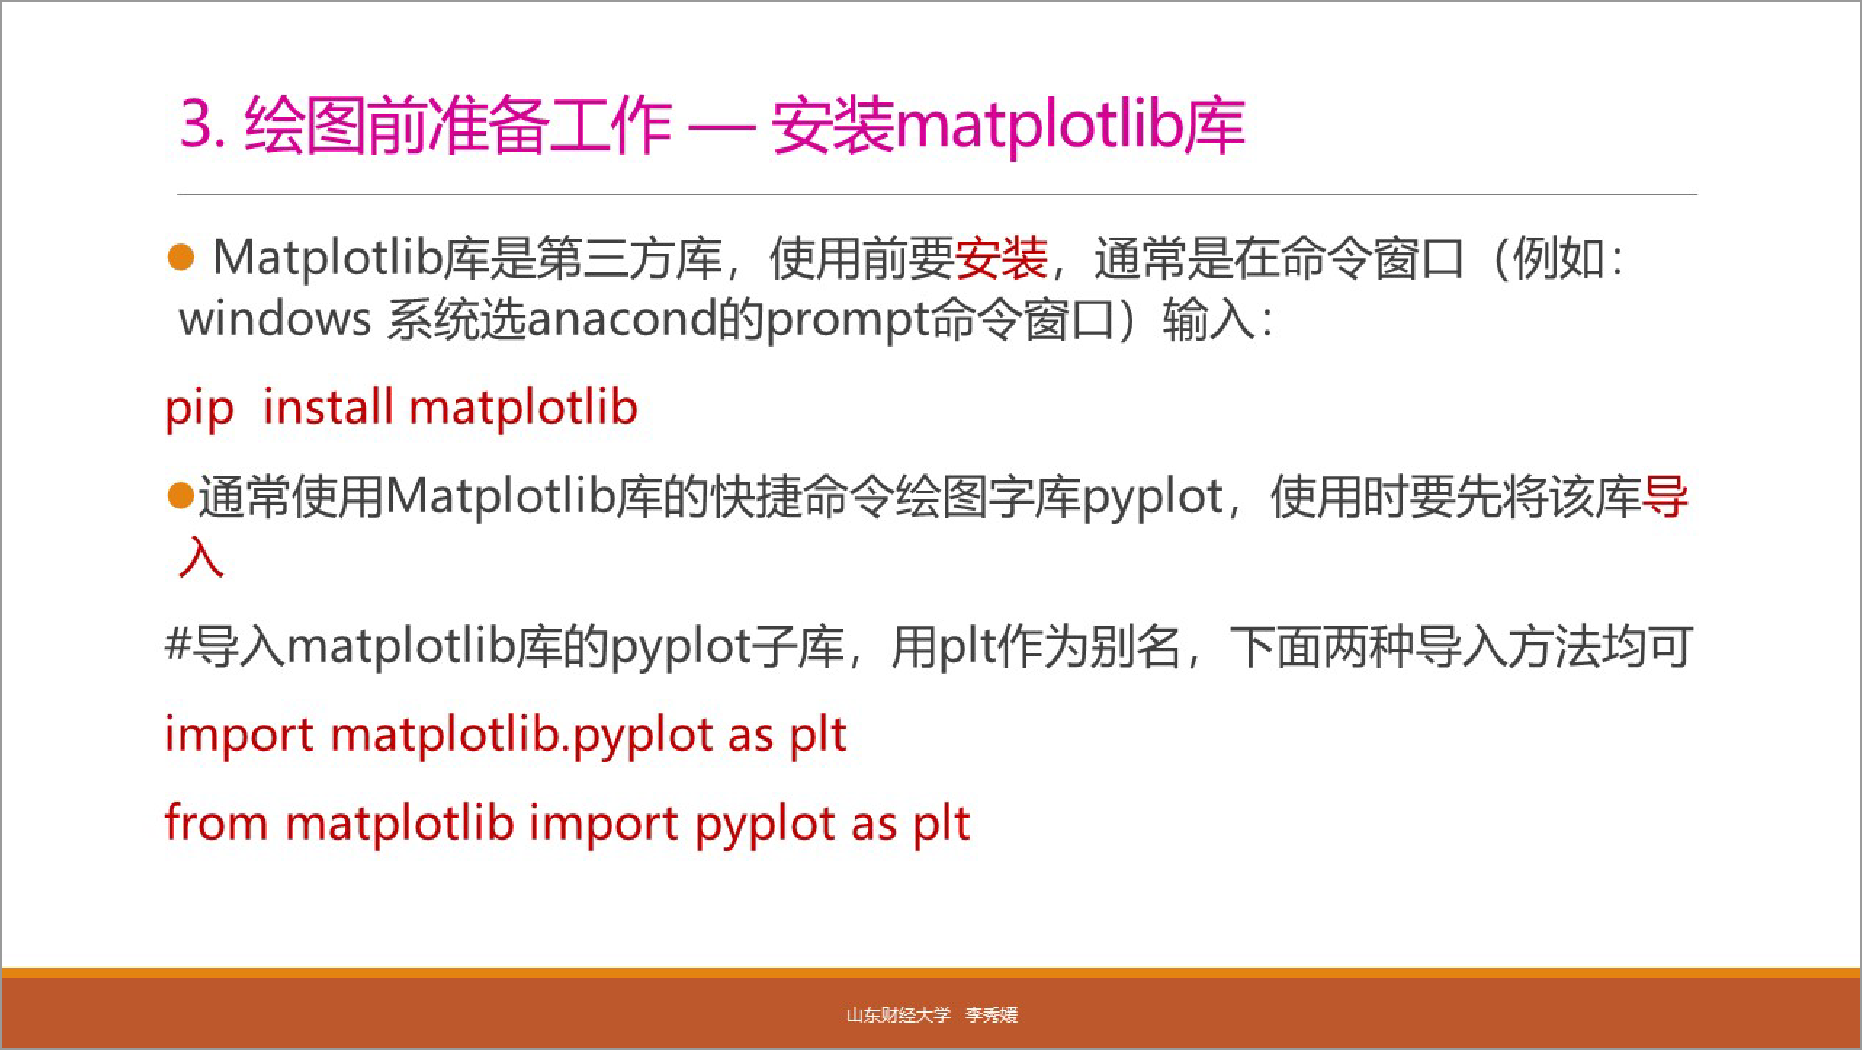 3. 绘图前准备工作 — 安装matplotlib库
● Matplotlib库是第三方库，使用前要安装，通常是在命令窗口（例如：
windows 系统选anacond的prompt命令窗口）输入：
pip  install matplotlib
●通常使用Matplotlib库的快捷命令绘图字库pyplot，使用时要先将该库导
入
#导入matplotlib库的pyplot子库，用plt作为别名，下面两种导入方法均可
import matplotlib.pyplot as plt
from matplotlib import pyplot as plt
山东财经大学  李秀媛